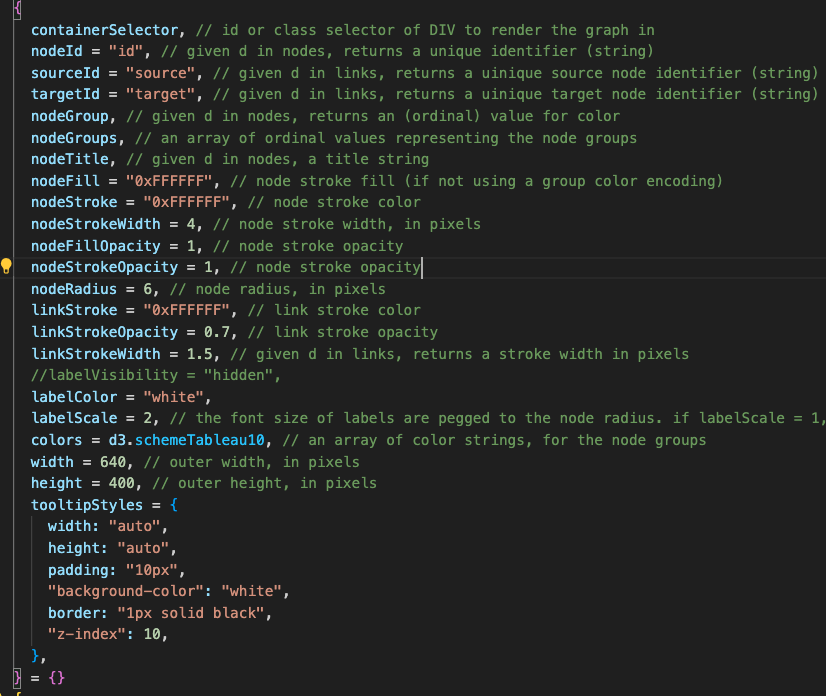 {
containerSelector, // id or class selector of DIV to render the graph in
nodeId = "id", // given d in nodes, returns a unique identifier (string)
sourceId = "source", // given d in links, returns a uinique source node identifier (string)
targetId = "target", // given d in links, returns a uinique target node identifier (string)
nodeGroup, // given d in nodes, returns an (ordinal) value for color
nodeGroups, // an array of ordinal values representing the node groups
nodeTitle, // given d in nodes, a title string
nodeFill = "0xFFFFFF", // node stroke fill (if not using a group color encoding)
nodeStroke = "0xFFFFFF", // node stroke color
nodeStrokeWidth = 4, // node stroke width, in pixels
nodeFillOpacity = 1, // node stroke opacity
nodeStrokeOpacity = 1, // node stroke opacity
nodeRadius = 6, // node radius, in pixels
linkStroke = "0xFFFFFF", // link stroke color
linkStrokeOpacity = 0.7, // link stroke opacity
linkStrokeWidth = 1.5, // given d in links, returns a stroke width in pixels
//labelVisibility = "hidden",
labelColor = "white",
labelScale = 2, // the font size of labels are pegged to the node radius. if labelScale = 1,
colors = d3.schemeTableau10, // an array of color strings, for the node groups
width = 640, // outer width, in pixels
height = 400, // outer height, in pixels
tooltipStyles = {
width: "auto",
height: "auto",
padding: "10px",
"background-color": "white",
border: "1px solid black",
"z-index": 10,
},
} = {}